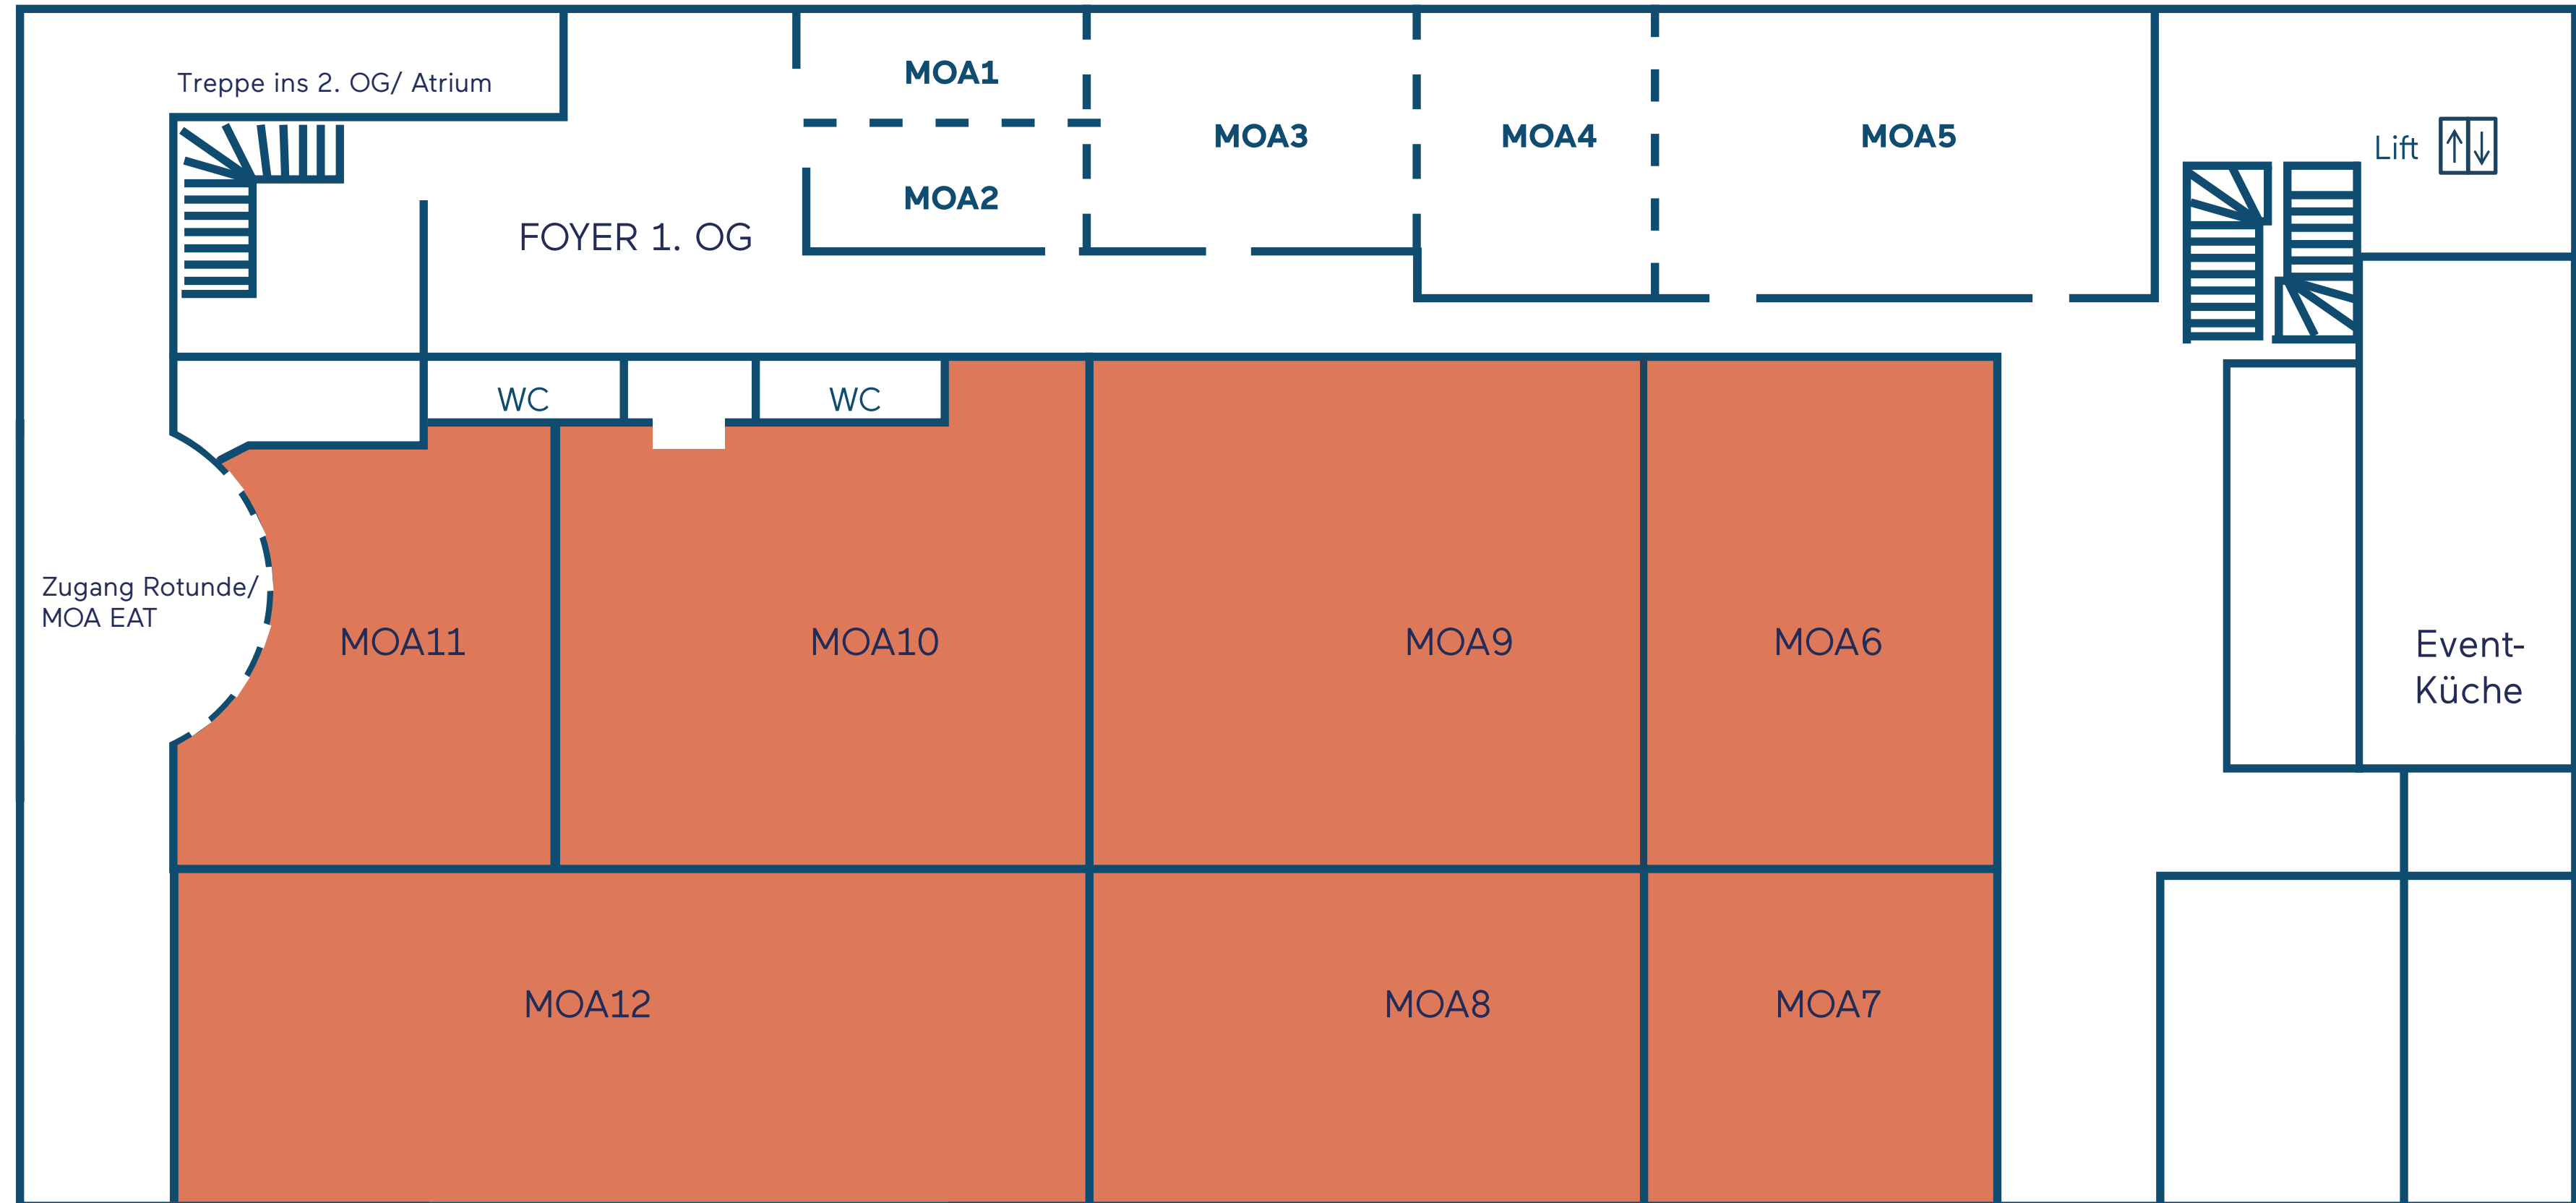 Treppe ins 2. OG/ Atrium
MOA1
MOA2
MOA3
MOA4
MOA5
Lift
FOYER 1. OG
WC
WC
Zugang Rotunde/
MOA EAT
MOA11
MOA10
MOA9
MOA6
Event-
Küche
MOA12
MOA8
MOA7